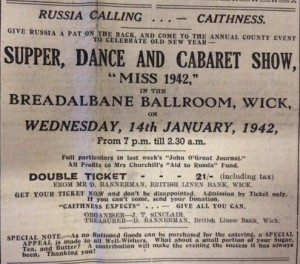 RUSSIA CALLING ... — CAITHNESS.
GIVE RUSSIA A PAT ON THE BACK, AND COME TO THE ANNUAL COUNTY EVENT
TO CELEBRATE OLD NEW YEAR—
SUPPER, DANCE AND CABARET SHOW,
"MISS 1942,"
IN THE
BREADALBANE BALLROOM, WICK,
ON
WEDNESDAY, 14th JANUARY, 1942,
From 7 p.m. till 2.30 a.m.
Full particulars in last week's "John O'Groat Journal."
All Profits to Mrs Churchill's "Aid to Russia" Fund.
DOUBLE TICKET - - 21/- (including tax)
FROM MR D. BANNERMAN, BRITISH LINEN BANK, WICK.
GET YOUR TICKET NOW and don't be disappointed. Admission by Ticket only.
If you can't come, send your Donation.
"CAITHNESS EXPECTS" ... — GIVE ALL YOU CAN.
ORGANISER—J. T. SINCLAIR.
TREASURER—D. BANNERMAN, British Linen Bank, Wick.
SPECIAL NOTE.—As no Rationed Goods can be purchased for the catering, a SPECIAL
APPEAL is made to all Well-Wishers. What about a small portion of your Sugar,
Tea, and Butter? A contribution will make the evening the success it has always
been, Thanking you!